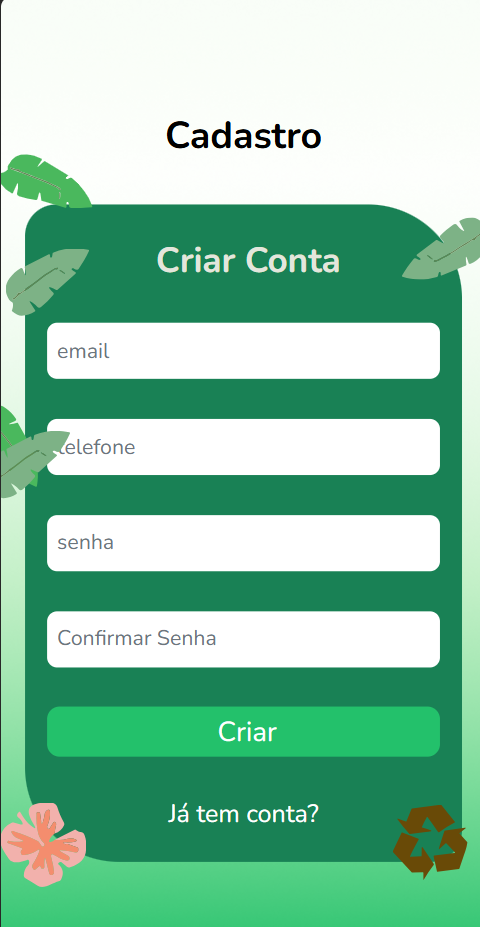 Cadastro
Criar Conta
email
telefone
senha
Confirmar Senha
Criar
Já tem conta?